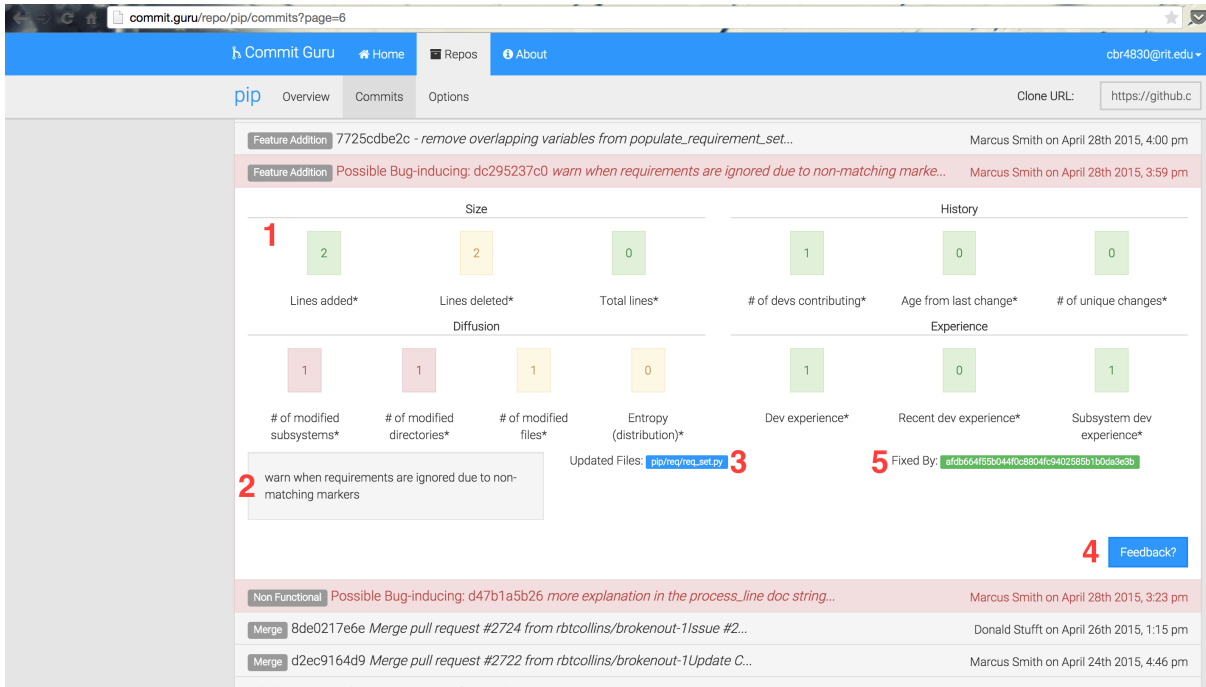 commit.guru/repo/pip/commits?page=6
Commit Guru Home Repos About cbr4830@rit.edu
pip Overview Commits Options Clone URL: https://github.c
Feature Addition 7725cdbe2c - remove overlapping variables from populate_requirement_set... Marcus Smith on April 28th 2015, 4:00 pm
Feature Addition Possible Bug-inducing: dc295237c0 warn when requirements are ignored due to non-matching marke... Marcus Smith on April 28th 2015, 3:59 pm
Size History
1
2 2 0 1 0 0
Lines added* Lines deleted* Total lines* # of devs contributing* Age from last change* # of unique changes*
Diffusion Experience
1 1 1 0 1 0 1
# of modified # of modified # of modified Entropy Dev experience* Recent dev experience* Subsystem dev
subsystems* directories* files* (distribution)* experience*
Updated Files: pip/req/req_set.py 3 5 Fixed By: afdb664f55b044f0c8804fc9402585b1b0da3e3b
2 warn when requirements are ignored due to non-
matching markers
4 Feedback?
Non Functional Possible Bug-inducing: d47b1a5b26 more explanation in the process_line doc string... Marcus Smith on April 28th 2015, 3:23 pm
Merge 8de0217e6e Merge pull request #2724 from rbtcollins/brokenout-1Issue #2... Donald Stufft on April 26th 2015, 1:15 pm
Merge d2ec9164d9 Merge pull request #2722 from rbtcollins/brokenout-1Update C... Marcus Smith on April 24th 2015, 4:46 pm